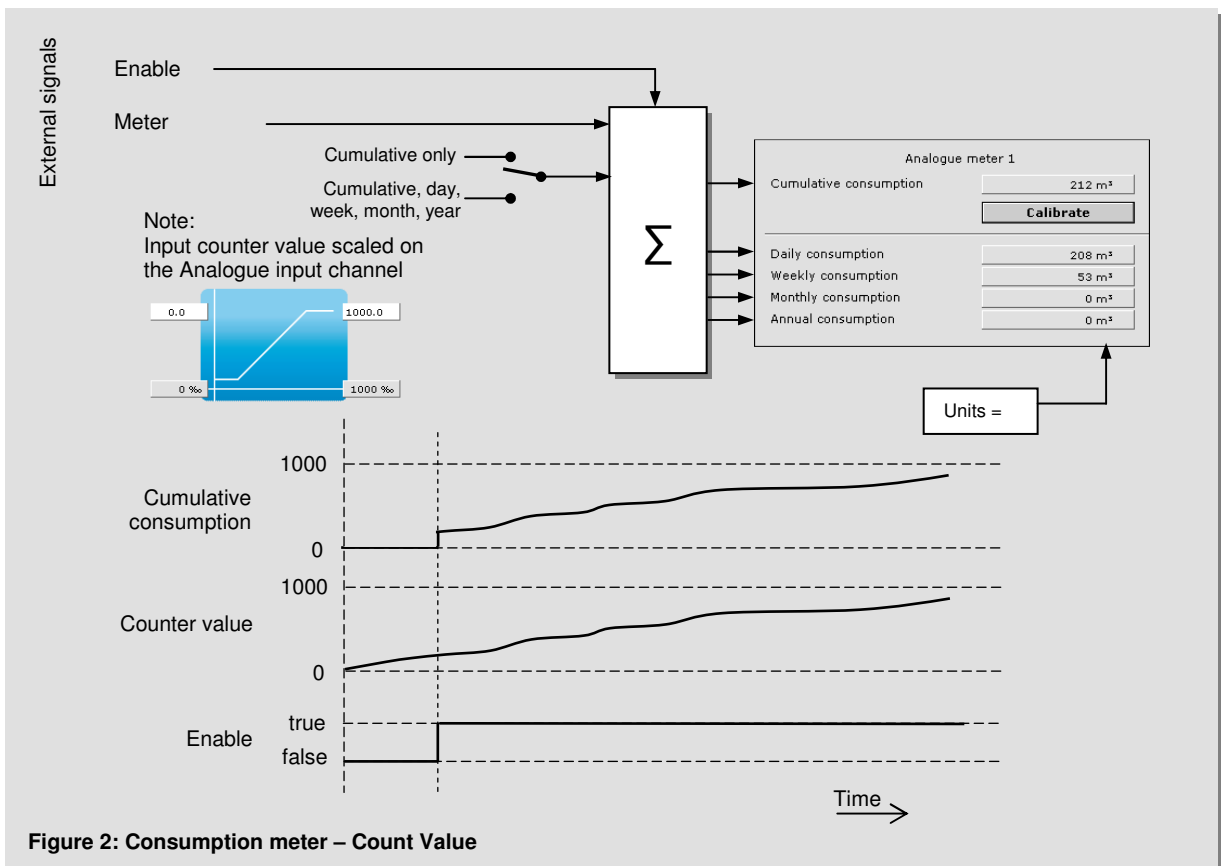 External signals
Enable
Meter
Cumulative only
Cumulative, day,
week, month, year
Note:
Input counter value scaled on
the Analogue input channel
0.0
1000.0
0 ‰
1000 ‰
Σ
Analogue meter 1
Cumulative consumption 212 m³
Calibrate
Daily consumption 208 m³
Weekly consumption 53 m³
Monthly consumption 0 m³
Annual consumption 0 m³
Units =
1000
Cumulative
consumption
0
1000
Counter value
0
true
Enable
false
Time
Figure 2: Consumption meter – Count Value